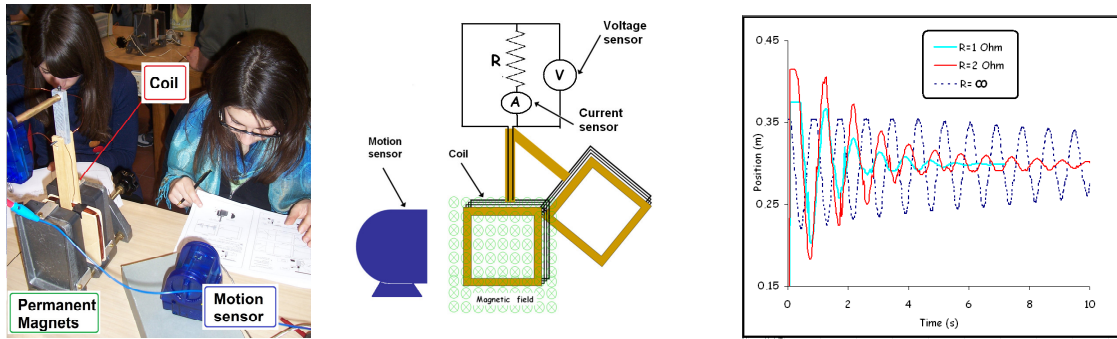 Coil
Permanent
Magnets
Motion
sensor
Voltage
sensor
R
V
A
Current
sensor
Motion
sensor
Coil
Magnetic field
0.45
0.35
0.25
0.15
Position (m)
R=1 Ohm
R=2 Ohm
R= ∞
0
2
4
6
8
10
Time (s)